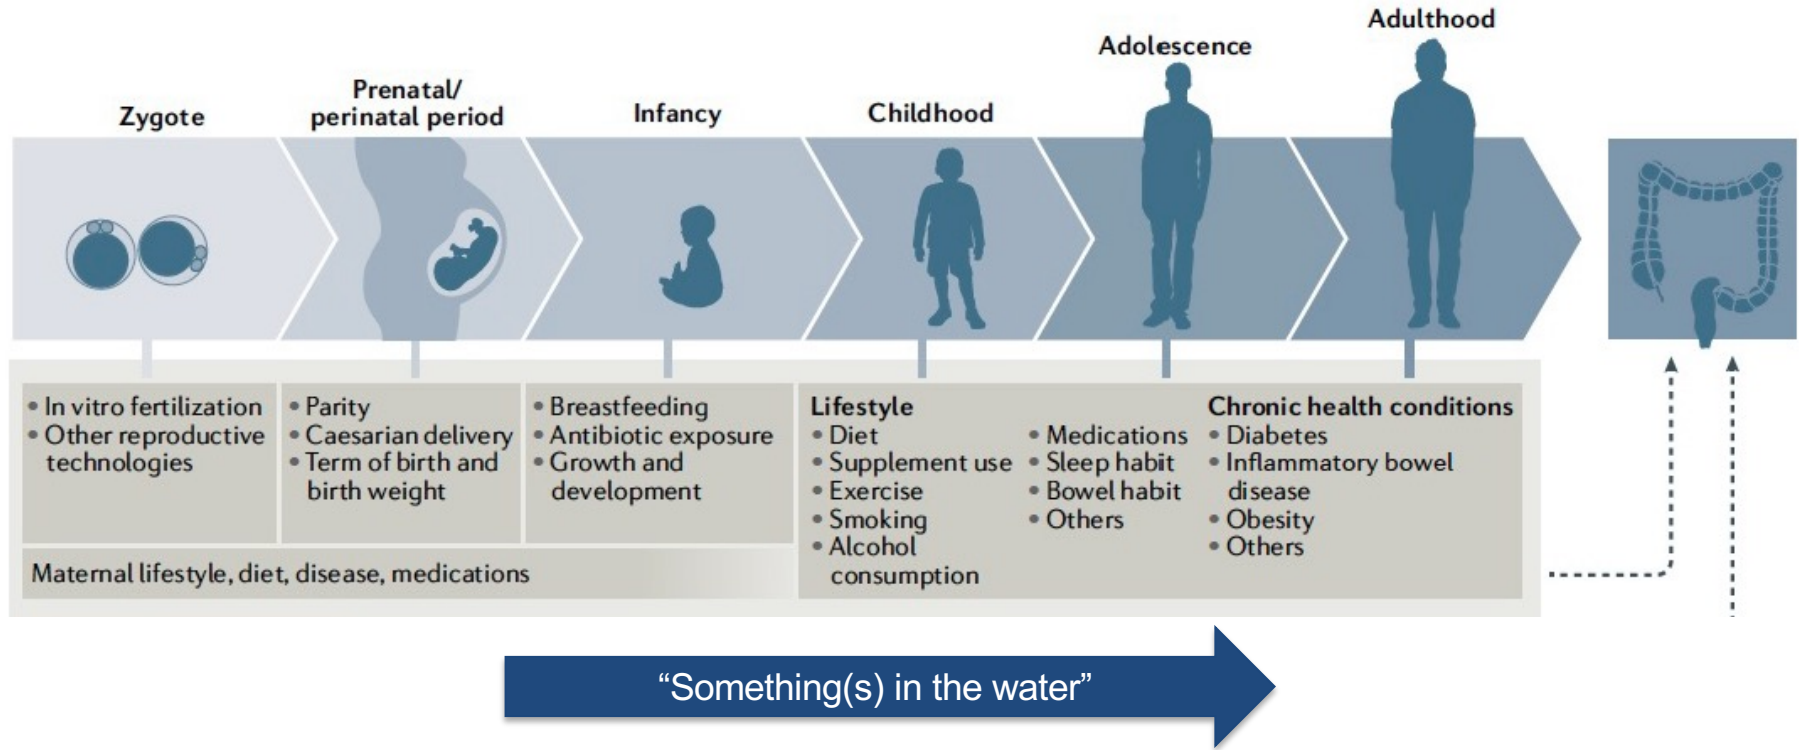 Zygote
Prenatal/
perinatal period
Infancy
Childhood
Adolescence
Adulthood
• In vitro fertilization
• Other reproductive
technologies
• Parity
• Caesarian delivery
• Term of birth and
birth weight
• Breastfeeding
• Antibiotic exposure
• Growth and
development
Maternal lifestyle, diet, disease, medications
Lifestyle
• Diet
• Supplement use
• Exercise
• Smoking
• Alcohol
consumption
• Medications
• Sleep habit
• Bowel habit
• Others
Chronic health conditions
• Diabetes
• Inflammatory bowel
disease
• Obesity
• Others
“Something(s) in the water”